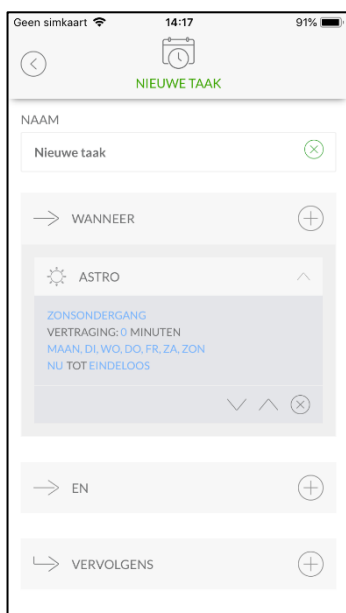 Geen simkaart 14:17 91%
NIEUWE TAAK
NAAM
Nieuwe taak
WANNEER
ASTRO
ZONSONDERGANG
VERTRAGING: 0 MINUTEN
MAAN, DI, WO, DO, FR, ZA, ZON
NU TOT EINDELOOS
EN
VERVOLGENS